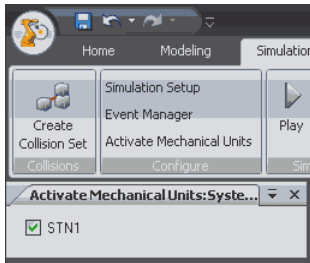 Home Modeling Simulation
Simulation Setup
Event Manager
Activate Mechanical Units
Create
Collision Set
Play
Collisions
Configure
Activate Mechanical Units:Syste...
STN1